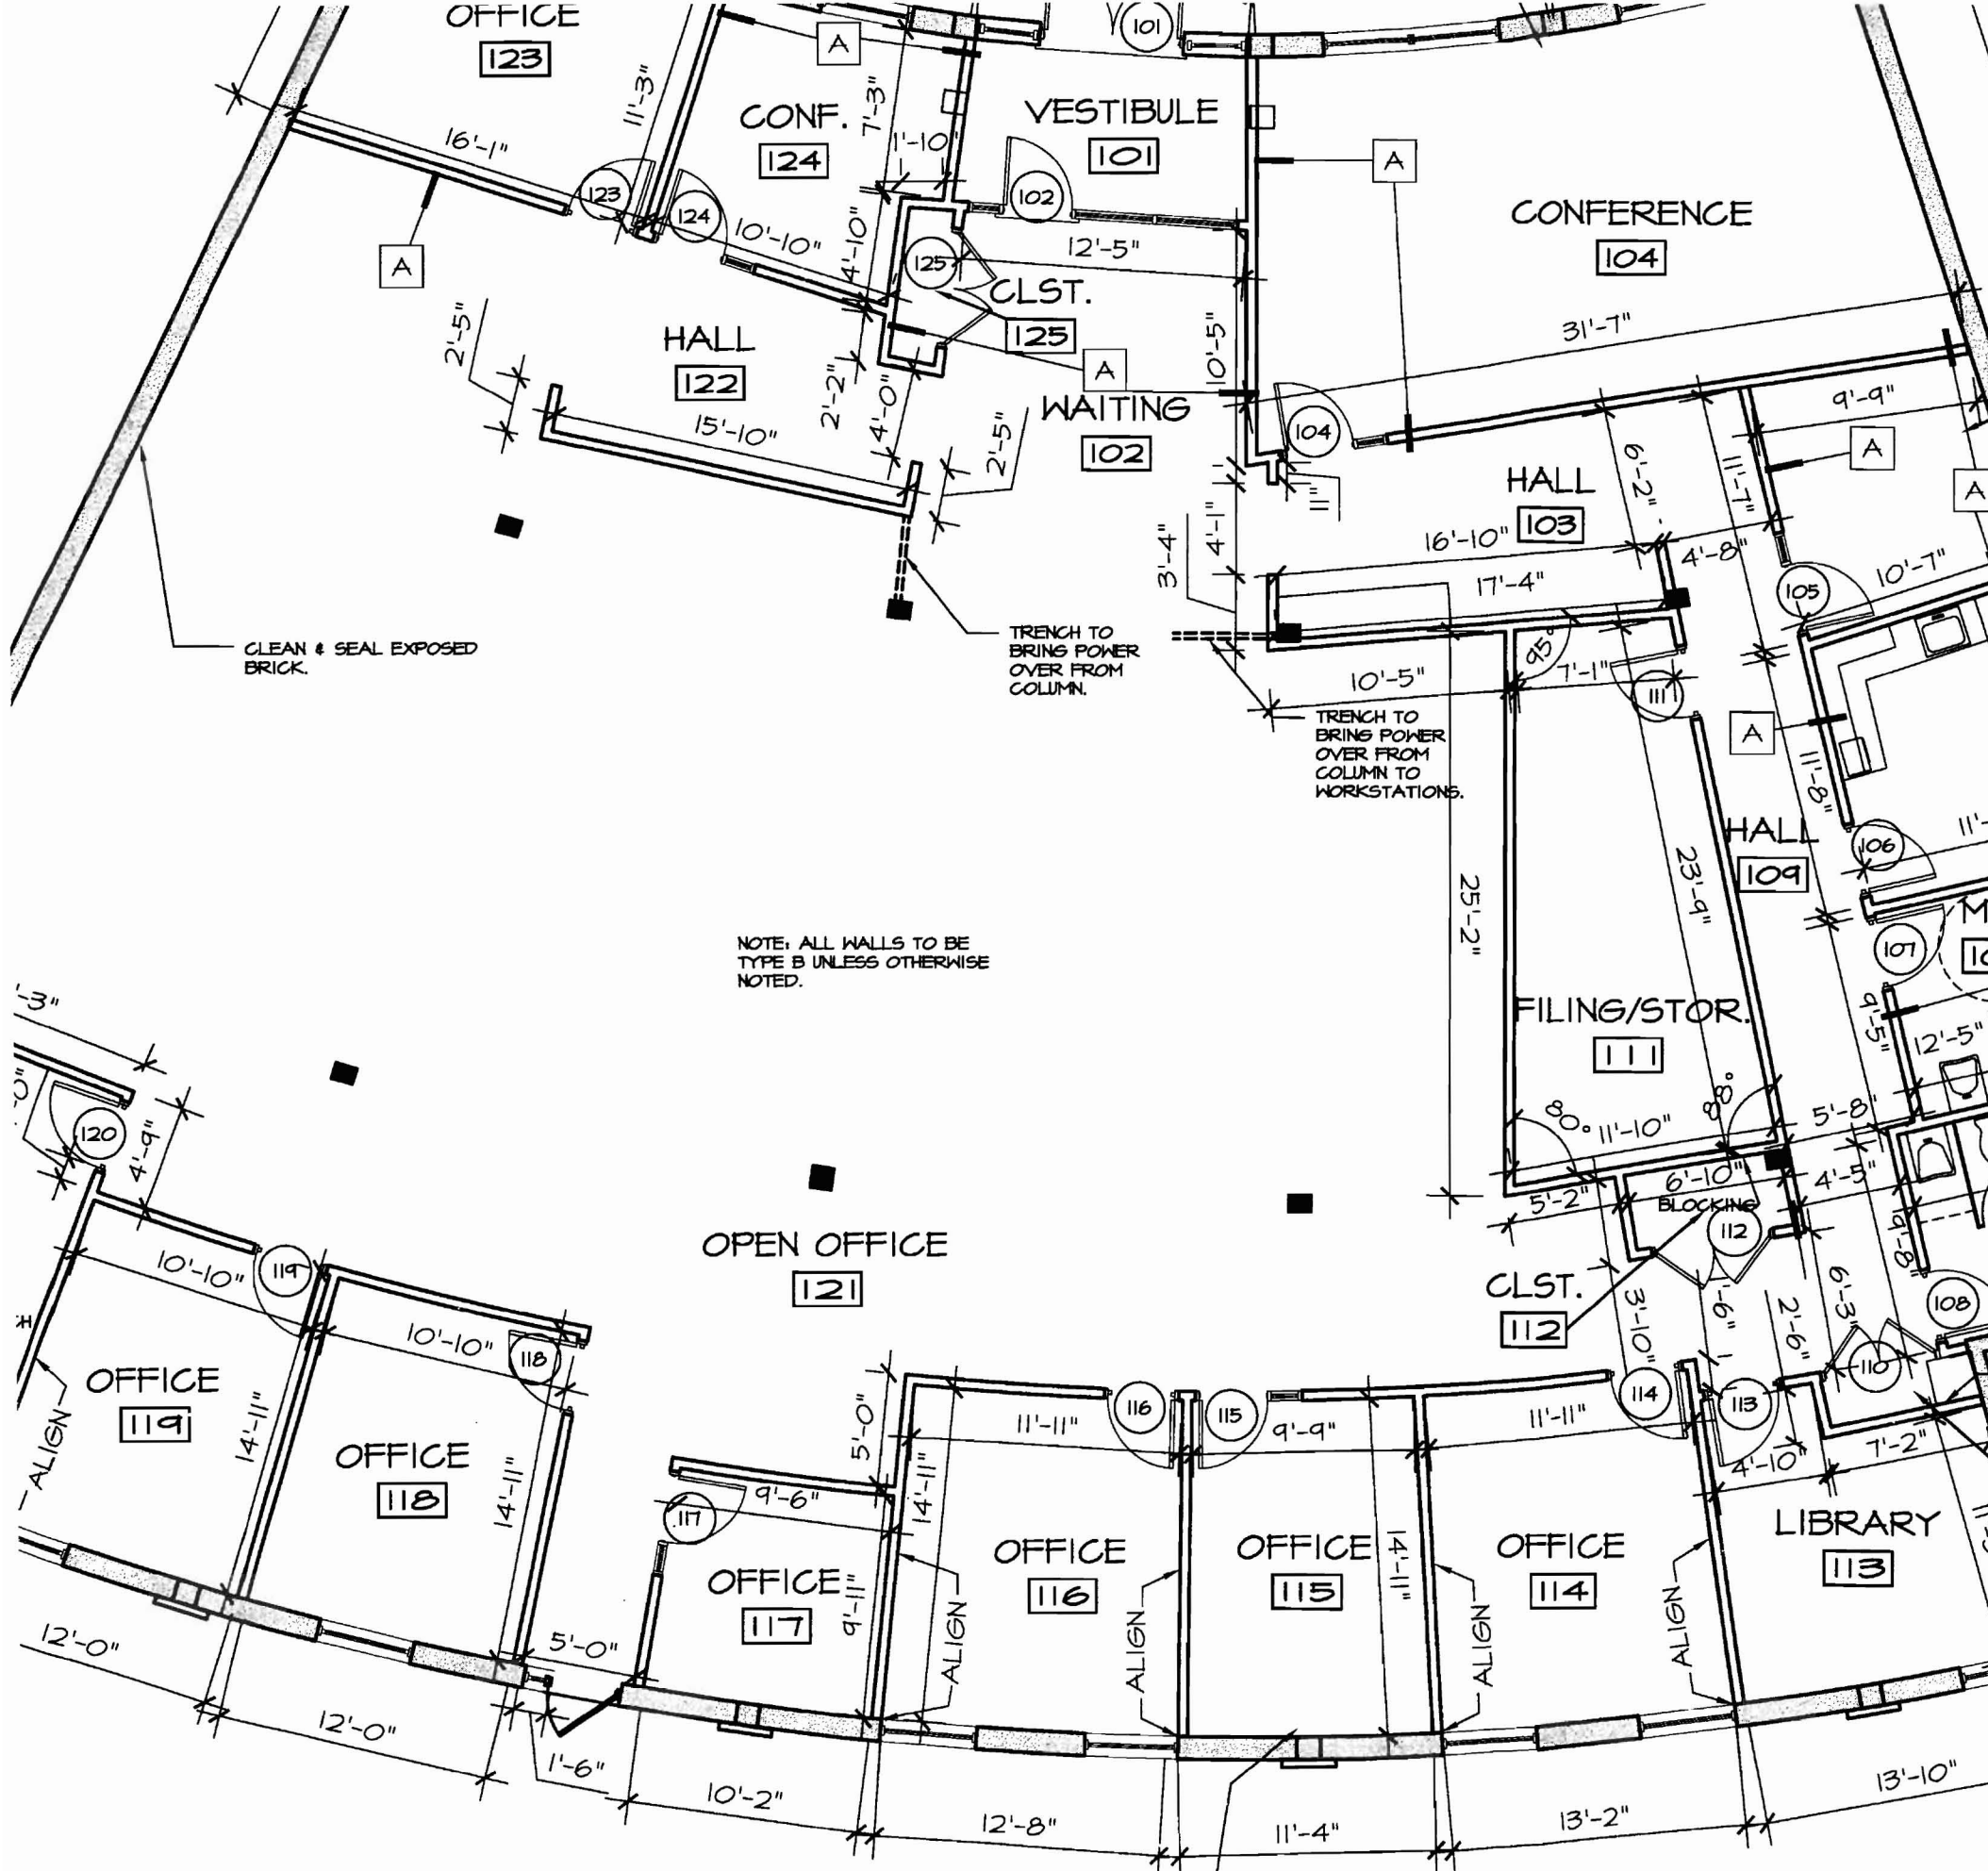 OFFICE
123
16'-1"
123
11'-3"
A
CONF.
124
7'-3"
1'-10
124
10'-10"
4'-10"
A
101
VESTIBULE
101
102
12'-5"
125
CLST.
125
A
A
CONFERENCE
104
31'-7"
2'-5"
HALL
122
15'-10"
2'-2"
4'-0"
2'-5"
WAITING
102
10'-5"
104
11"
HALL
103
6'-2"
11'-7"
9'-9"
A
A
3'-4"
4'-1"
16'-10"
17'-4"
4'-8"
105
10'-7"
CLEAN & SEAL EXPOSED
BRICK.
TRENCH TO
BRING POWER
OVER FROM
COLUMN.
10'-5"
95°
7'-1"
111
TRENCH TO
BRING POWER
OVER FROM
COLUMN TO
WORKSTATIONS.
A
11'-8"
HALL
109
106
11'-
25'-2"
23'-9"
NOTE: ALL WALLS TO BE
TYPE B UNLESS OTHERWISE
NOTED.
107
M
10
9'-5"
12'-5"
FILING/STOR.
111
80°
11'-10"
88°
5'-8"
'-3"
0"
120
4'-9"
5'-2"
6'-10"
BLOCKING
112
4'-5"
9'-8"
OPEN OFFICE
121
CLST.
112
3'-10"
'-6"
2'-6"
6'-3"
108
110
10'-10"
119
10'-10"
118
OFFICE
119
ALIGN
14'-11"
OFFICE
118
14'-11"
5'-0"
11'-11"
116
115
9'-9"
11'-11"
114
113
4'-10"
7'-2"
117
9'-6"
14'-11"
OFFICE
117
9'-11"
ALIGN
OFFICE
116
ALIGN
OFFICE
115
14'-11"
ALIGN
OFFICE
114
ALIGN
LIBRARY
113
12'-0"
12'-0"
5'-0"
1'-6"
10'-2"
12'-8"
11'-4"
13'-2"
13'-10"